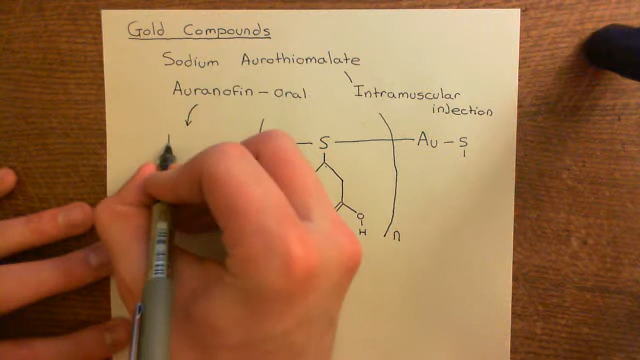 Gold Compounds
Sodium Aurothiomalate
Auranofin - oral
Intramuscular
injection
S Au - S
O
H
n